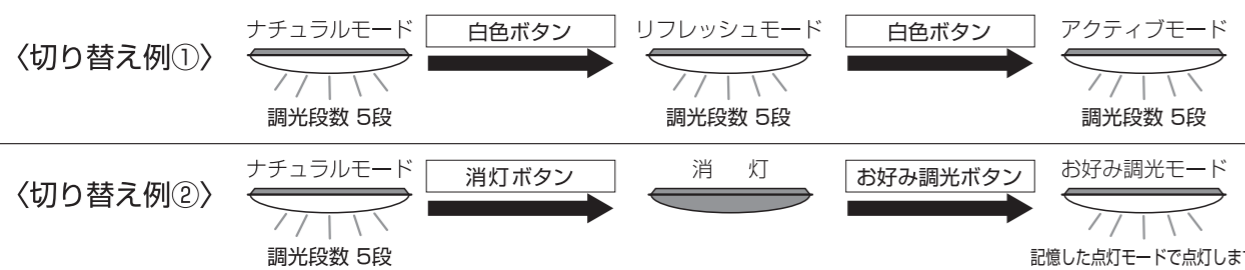 〈切り替え例①〉 ナチュラルモード 白色ボタン リフレッシュモード 白色ボタン アクティブモード
調光段数 5段 調光段数 5段 調光段数 5段
〈切り替え例②〉 ナチュラルモード 消灯ボタン 消 灯 お好み調光ボタン お好み調光モード
調光段数 5段 記憶した点灯モードで点灯します